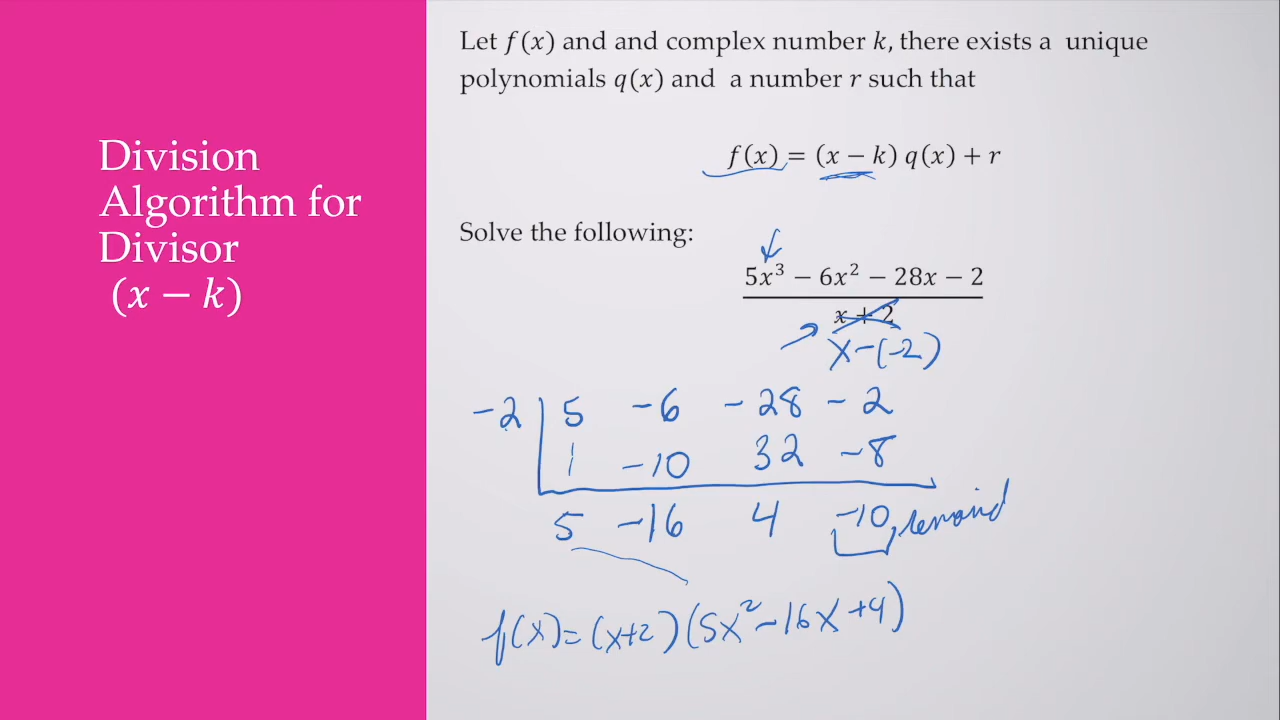 Division
Algorithm for
Divisor
(x − k)
Let f(x) and and complex number k, there exists a unique
polynomials q(x) and a number r such that
f(x) = (x − k) q(x) + r
Solve the following:
5x³ − 6x² − 28x − 2
x + 2
x-(-2)
-2 | 5 -6 -28 -2
-10 32 -8
5 -16 4 -10, remaind
f(x) = (x+2)(5x² - 16x + 4)